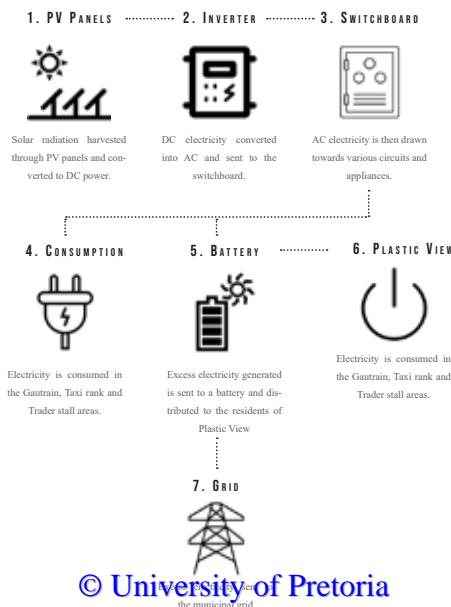 1. PV PANELS
2. INVERTER
3. SWITCHBOARD
Solar radiation harvested
through PV panels and con-
verted to DC power.
DC electricity converted
into AC and sent to the
switchboard.
AC electricity is then drawn
towards various circuits and
appliances.
4. CONSUMPTION
5. BATTERY
6. PLASTIC VIEW
Electricity is consumed in
the Gautrain, Taxi rank and
Trader stall areas.
Excess electricity generated
is sent to a battery and dis-
tributed to the residents of
Plastic View
Electricity is consumed in
the Gautrain, Taxi rank and
Trader stall areas.
7. GRID
© University of Pretoria
the municipal grid